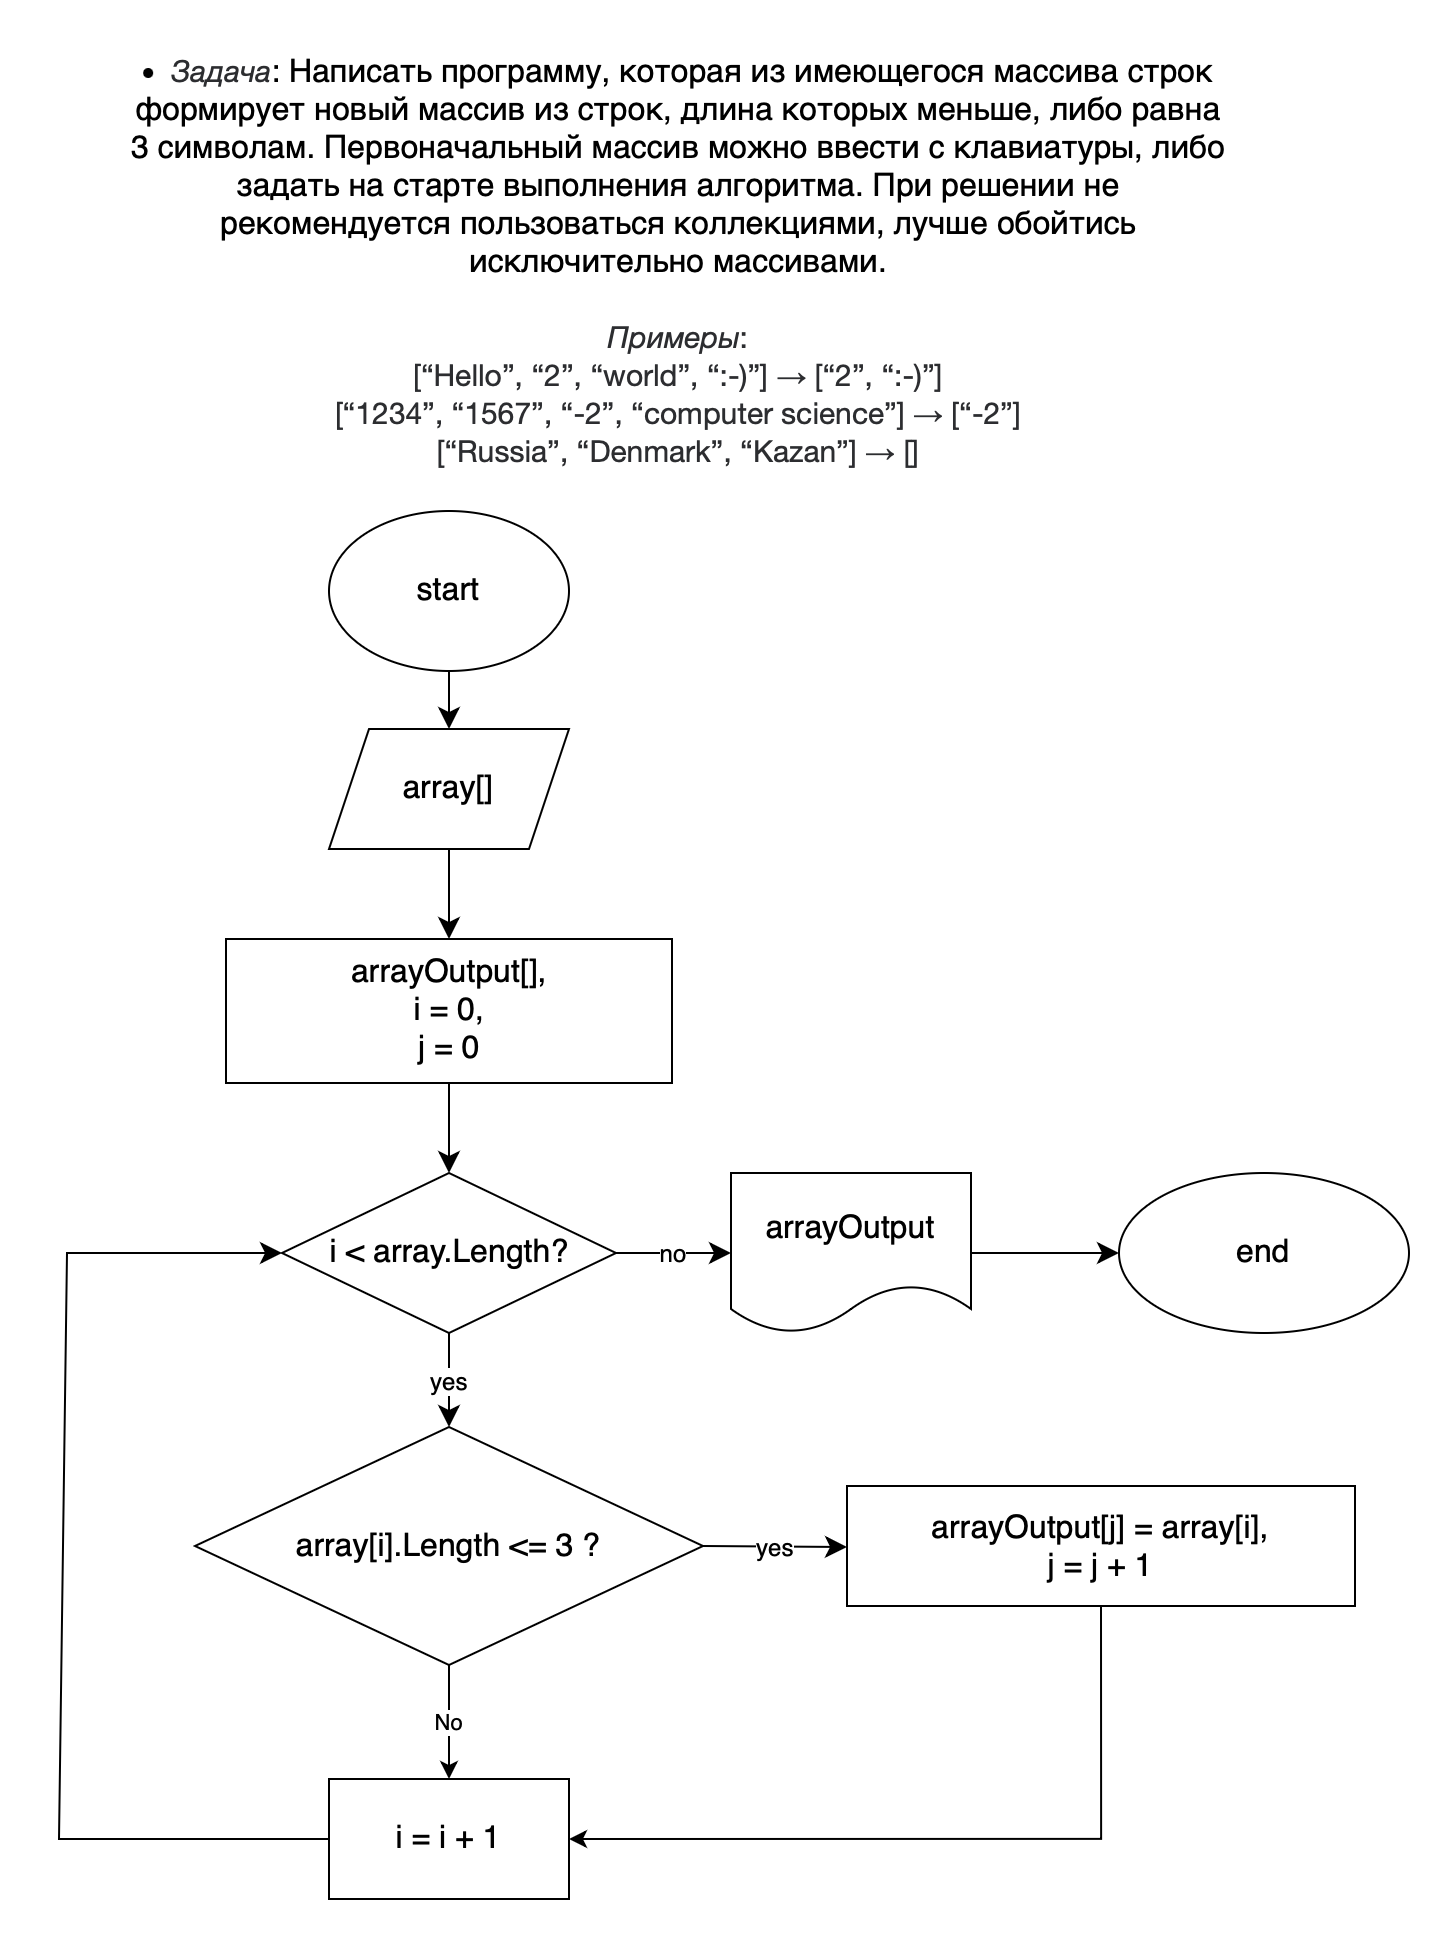 • Задача: Написать программу, которая из имеющегося массива строк
формирует новый массив из строк, длина которых меньше, либо равна
3 символам. Первоначальный массив можно ввести с клавиатуры, либо
задать на старте выполнения алгоритма. При решении не
рекомендуется пользоваться коллекциями, лучше обойтись
исключительно массивами.
Примеры:
[“Hello”, “2”, “world”, “:-)”] → [“2”, “:-)”]
[“1234”, “1567”, “-2”, “computer science”] → [“-2”]
[“Russia”, “Denmark”, “Kazan”] → []
start
array[]
arrayOutput[],
i = 0,
j = 0
i < array.Length?
no
arrayOutput
end
yes
array[i].Length <= 3 ?
yes
arrayOutput[j] = array[i],
j = j + 1
No
i = i + 1